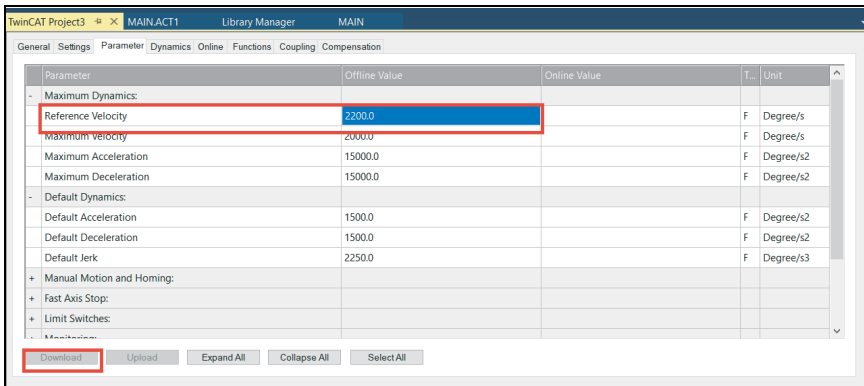 TwinCAT Project3 MAIN.ACT1 Library Manager MAIN
General Settings Parameter Dynamics Online Functions Coupling Compensation
Parameter Offline Value Online Value T... Unit
- Maximum Dynamics:
Reference Velocity 2200.0 F Degree/s
Maximum Velocity 2000.0 F Degree/s
Maximum Acceleration 15000.0 F Degree/s2
Maximum Deceleration 15000.0 F Degree/s2
- Default Dynamics:
Default Acceleration 1500.0 F Degree/s2
Default Deceleration 1500.0 F Degree/s2
Default Jerk 2250.0 F Degree/s3
+ Manual Motion and Homing:
+ Fast Axis Stop:
+ Limit Switches:
+ Monitoring:
Download Upload Expand All Collapse All Select All